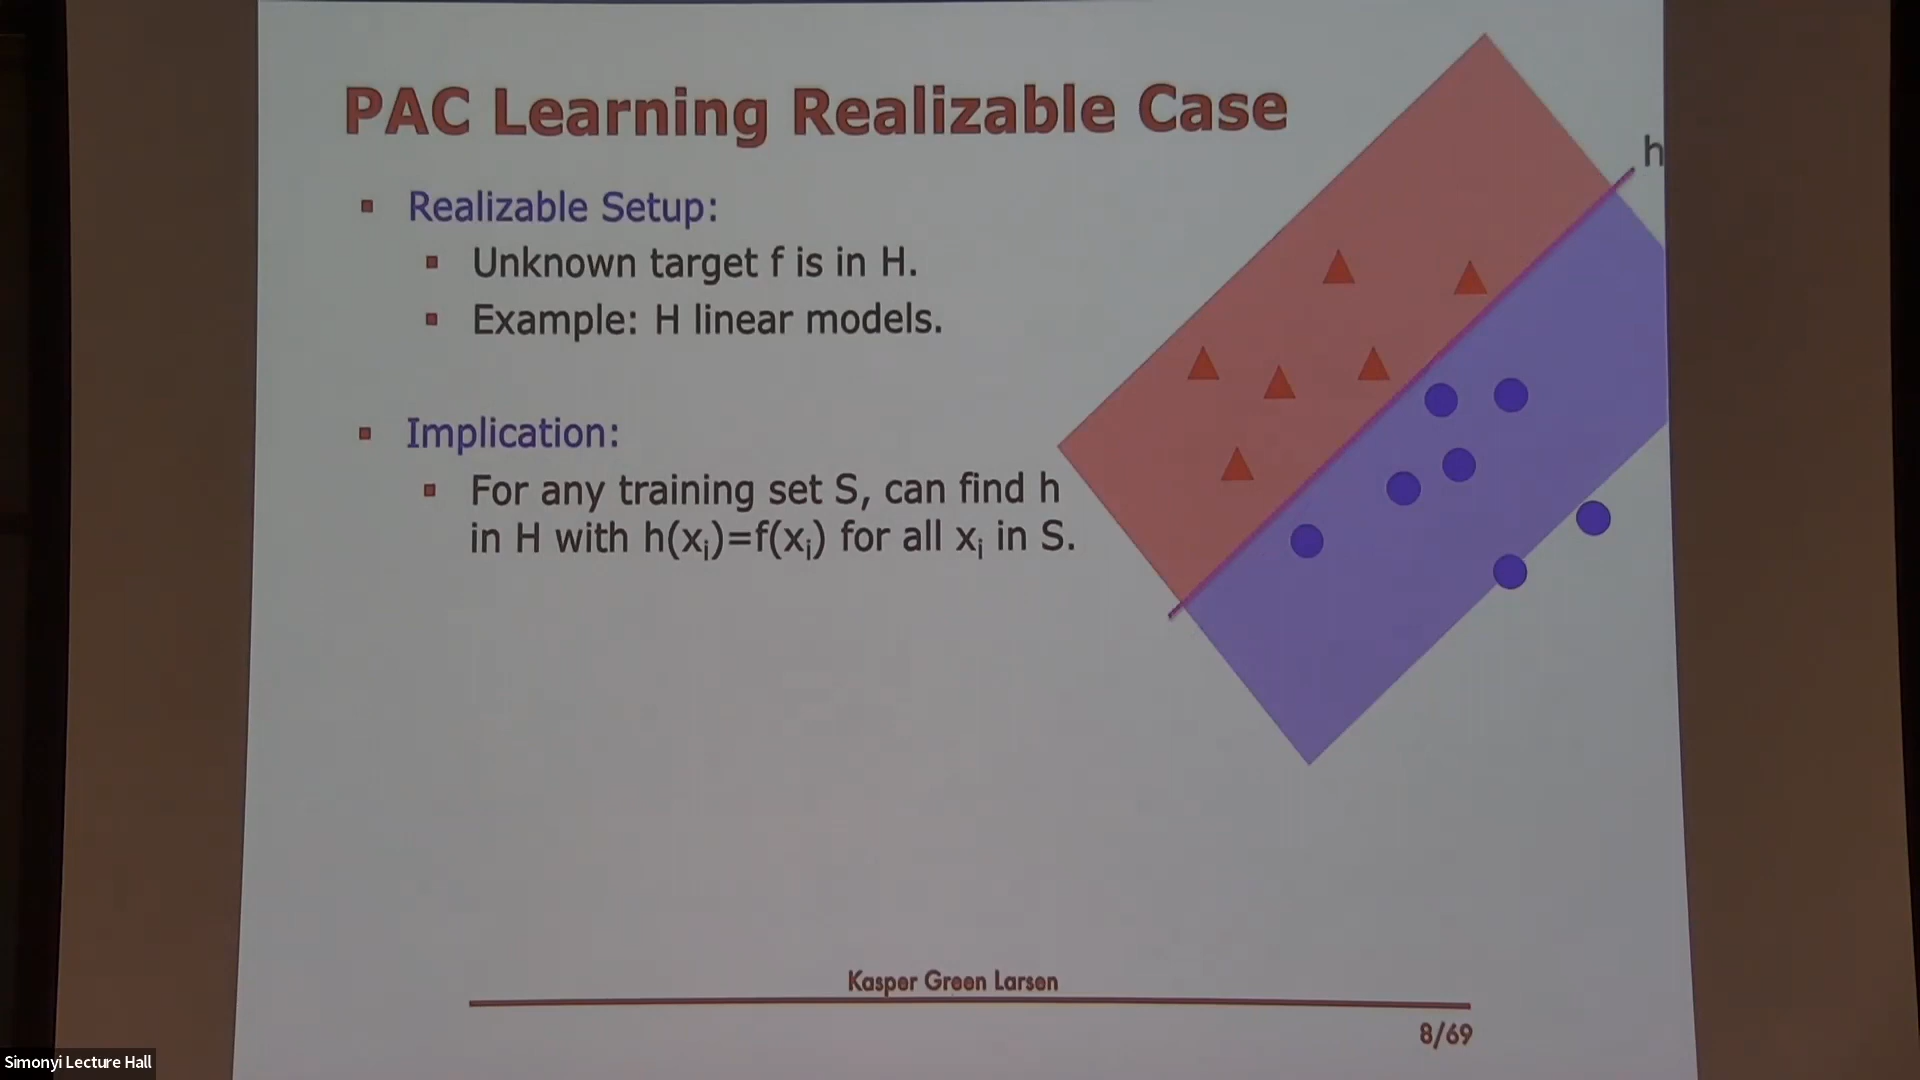 PAC Learning Realizable Case
h
Realizable Setup:
Unknown target f is in H.
Example: H linear models.
Implication:
For any training set S, can find h
in H with h(xᵢ)=f(xᵢ) for all xᵢ in S.
Kasper Green Larsen
8/69
Simonyi Lecture Hall